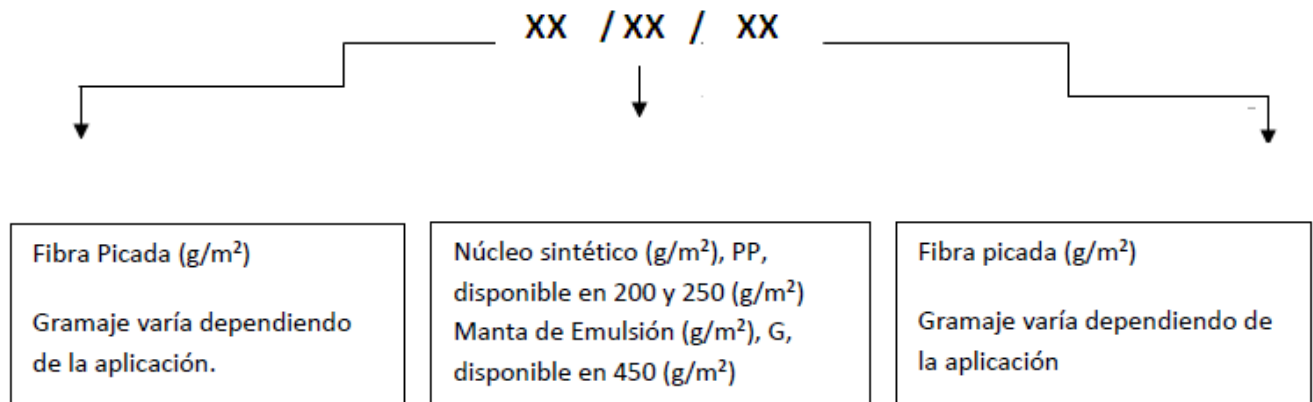 XX / XX / XX
Fibra Picada (g/m²)
Gramaje varía dependiendo
de la aplicación.
Núcleo sintético (g/m²), PP,
disponible en 200 y 250 (g/m²)
Manta de Emulsión (g/m²), G,
disponible en 450 (g/m²)
Fibra picada (g/m²)
Gramaje varía dependiendo de
la aplicación